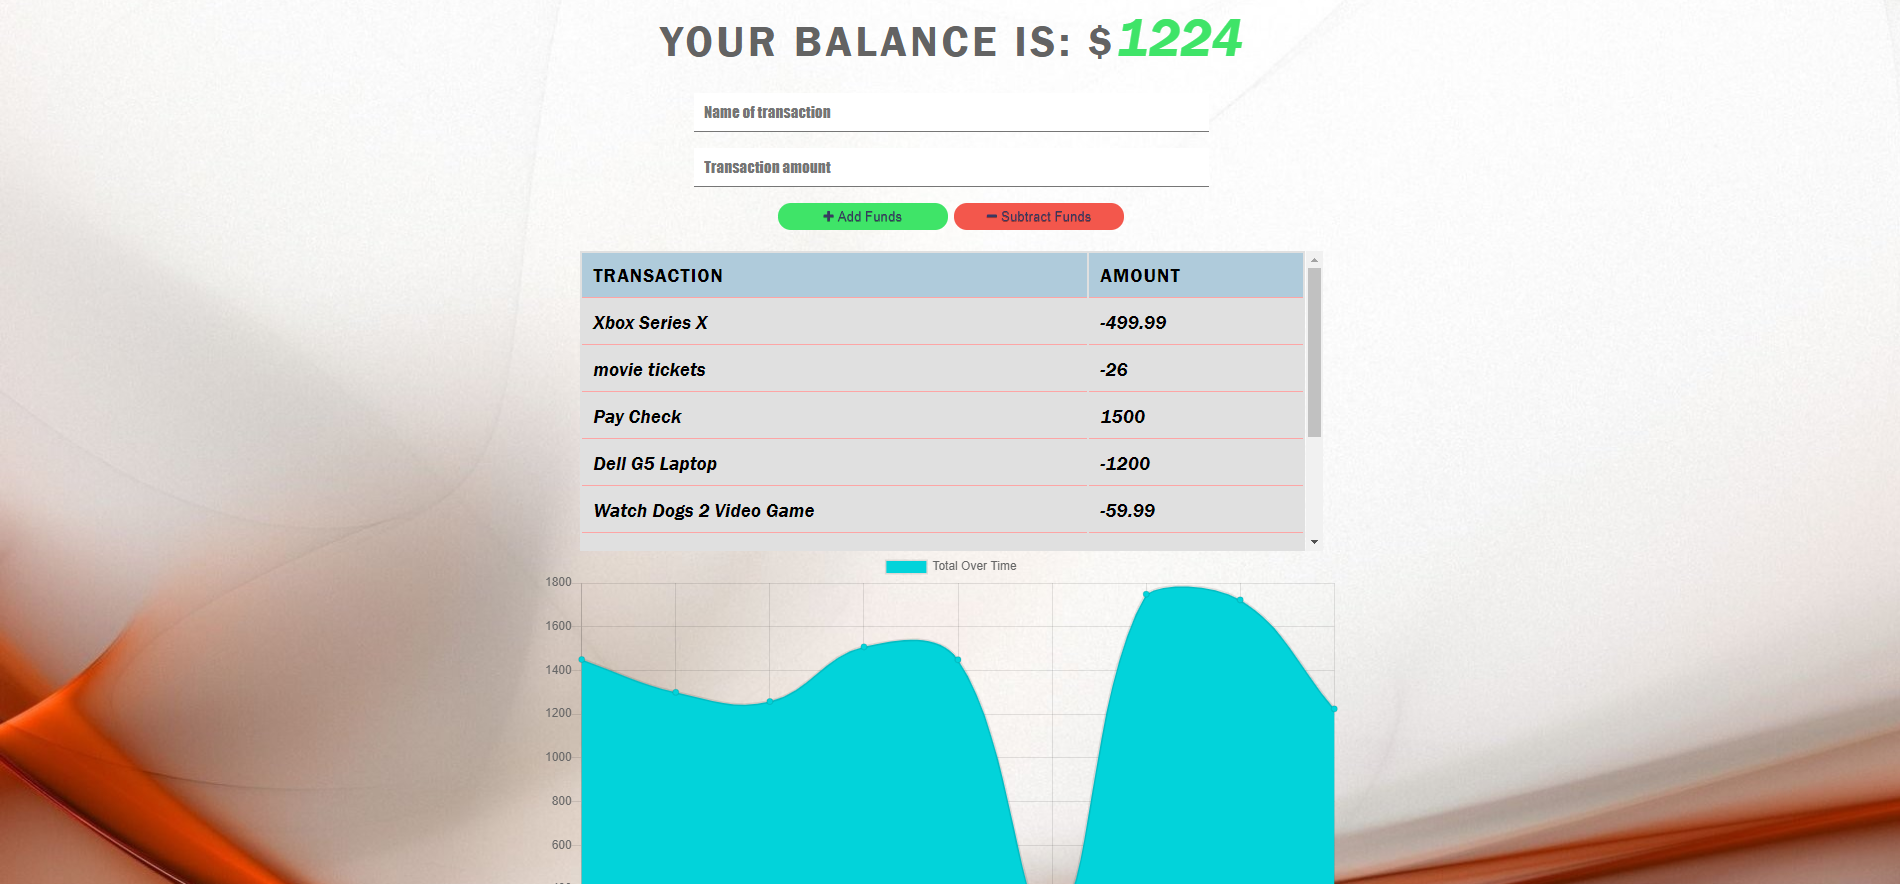 YOUR BALANCE IS: $1224
Name of transaction
Transaction amount
Add Funds Subtract Funds
TRANSACTION AMOUNT
Xbox Series X -499.99
movie tickets -26
Pay Check 1500
Dell G5 Laptop -1200
Watch Dogs 2 Video Game -59.99
Total Over Time
1800
1600
1400
1200
1000
800
600